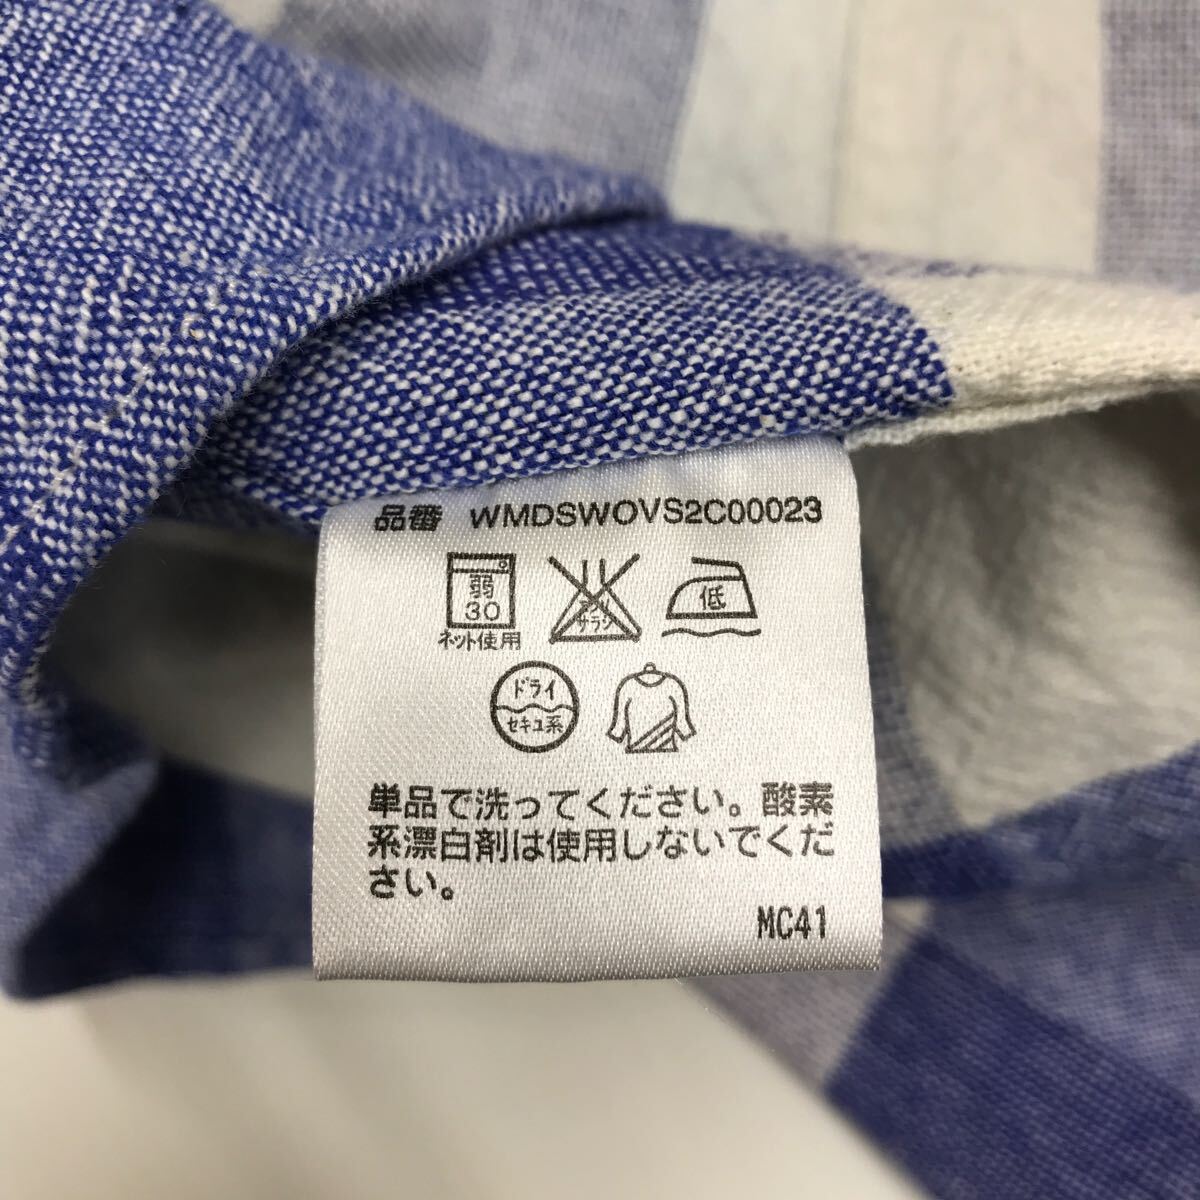 品番 WMDSWOVS2C00023
弱
30
ネット使用
エンソ
サラシ
低
ドライ
セキユ系
単品で洗ってください。酸素
系漂白剤は使用しないでくだ
さい。
MC41